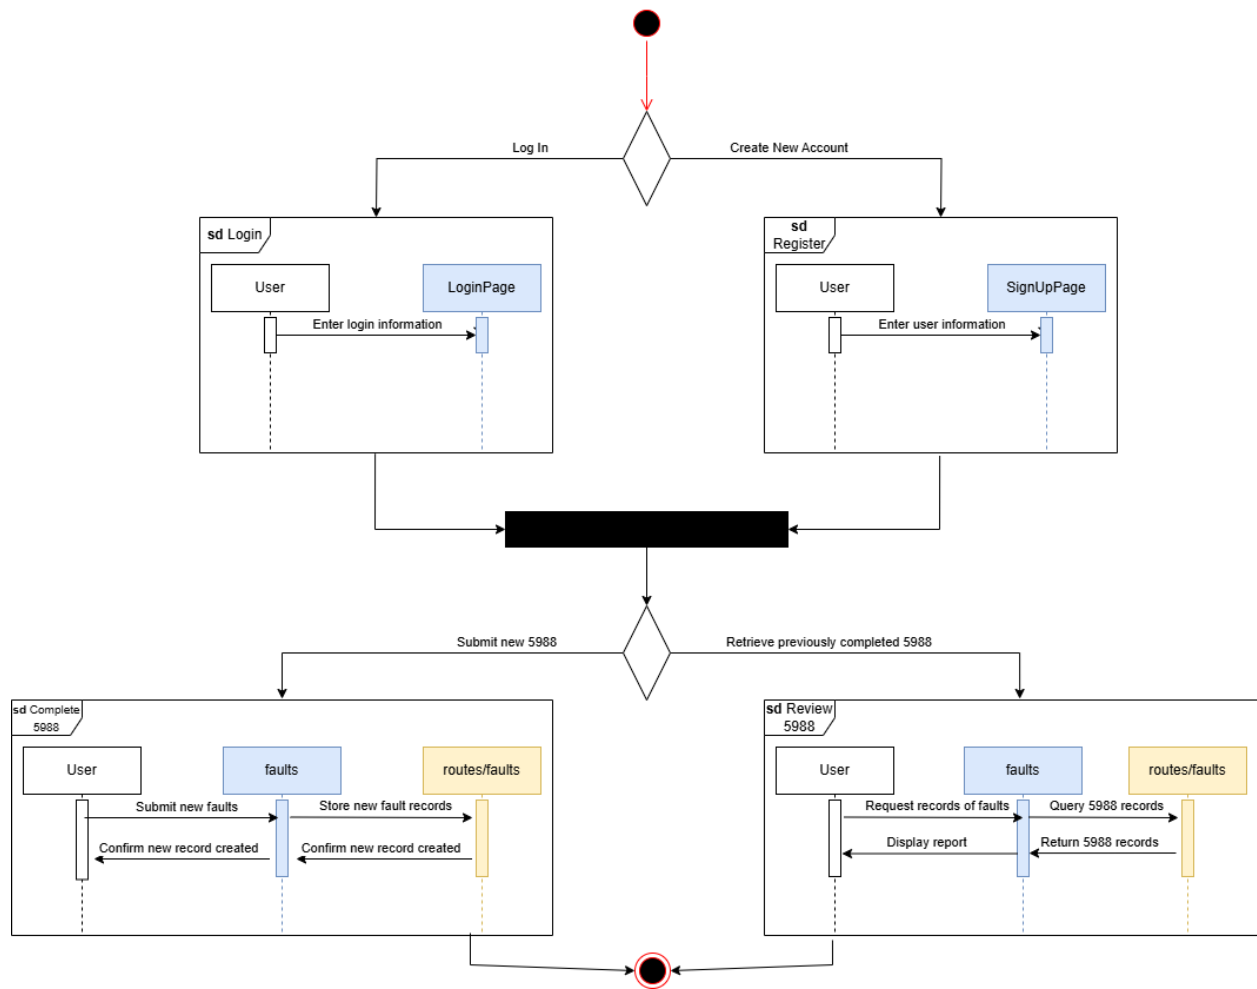 Log In
Create New Account
sd Login
User
LoginPage
Enter login information
sd
Register
User
SignUpPage
Enter user information
Submit new 5988
Retrieve previously completed 5988
sd Complete
5988
User
faults
routes/faults
Submit new faults
Store new fault records
Confirm new record created
Confirm new record created
sd Review
5988
User
faults
routes/faults
Request records of faults
Query 5988 records
Display report
Return 5988 records